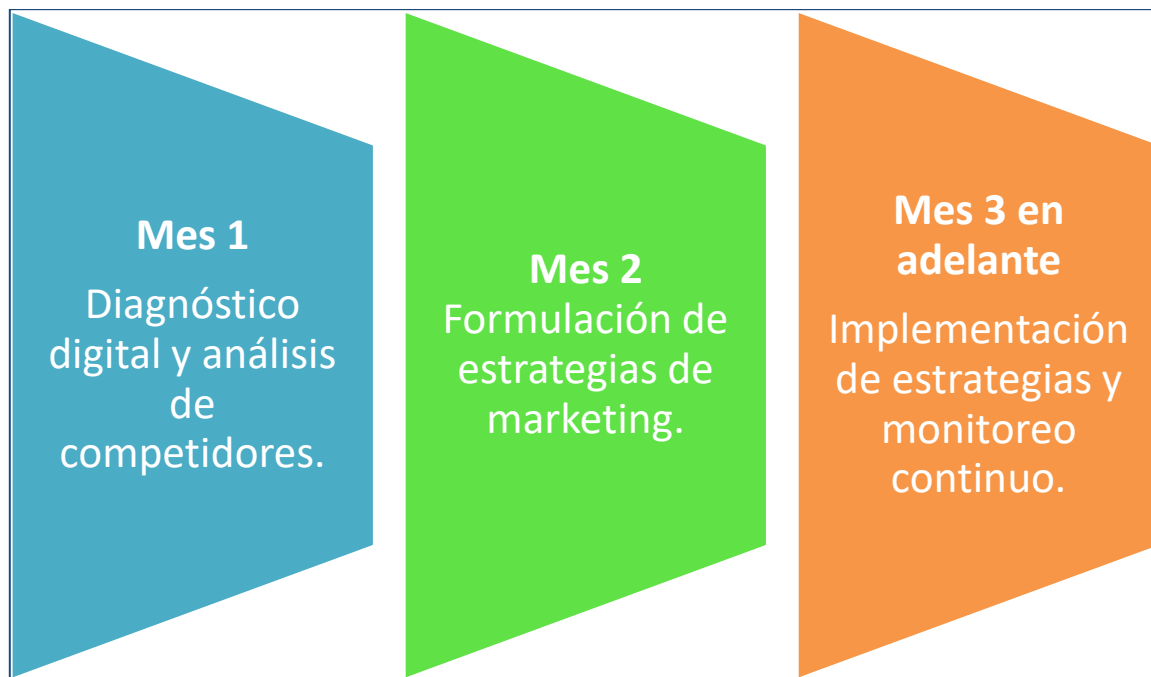 Mes 1
Diagnóstico
digital y análisis
de
competidores.
Mes 2
Formulación de
estrategias de
marketing.
Mes 3 en
adelante
Implementación
de estrategias y
monitoreo
continuo.